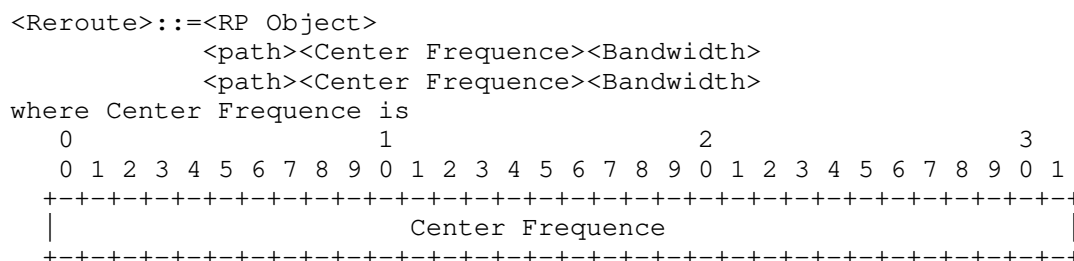 <Reroute>::=<RP Object>
            <path><Center Frequence><Bandwidth>
            <path><Center Frequence><Bandwidth>
where Center Frequence is
   0                   1                   2                   3
   0 1 2 3 4 5 6 7 8 9 0 1 2 3 4 5 6 7 8 9 0 1 2 3 4 5 6 7 8 9 0 1
  +-+-+-+-+-+-+-+-+-+-+-+-+-+-+-+-+-+-+-+-+-+-+-+-+-+-+-+-+-+-+-+-+
  |                      Center Frequence                         |
  +-+-+-+-+-+-+-+-+-+-+-+-+-+-+-+-+-+-+-+-+-+-+-+-+-+-+-+-+-+-+-+-+